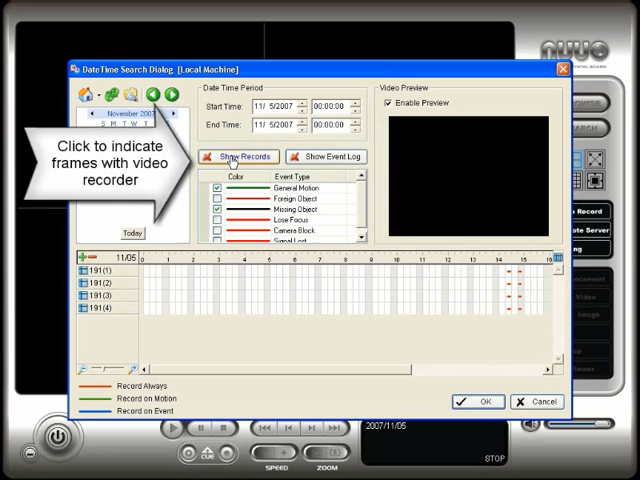 nuuo
DateTime Search Dialog [Local Machine]
November 2007
S M T W T
Today
Date Time Period
Start Time: 11/ 5/2007 00:00:00
End Time: 11/ 5/2007 00:00:00
Video Preview
Enable Preview
Click to indicate
frames with video
recorder
Show Records
Show Event Log
Color Event Type
General Motion
Foreign Object
Missing Object
Lose Focus
Camera Block
Signal Lost
11/05 0 1 2 3 4 5 6 7 8 9 10 11 12 13 14 15 16
191(1)
191(2)
191(3)
191(4)
Record Always
Record on Motion
Record on Event
OK
Cancel
CUE
SPEED
ZOOM
2007/11/05
STOP
Record
Remote Server
Video
Image